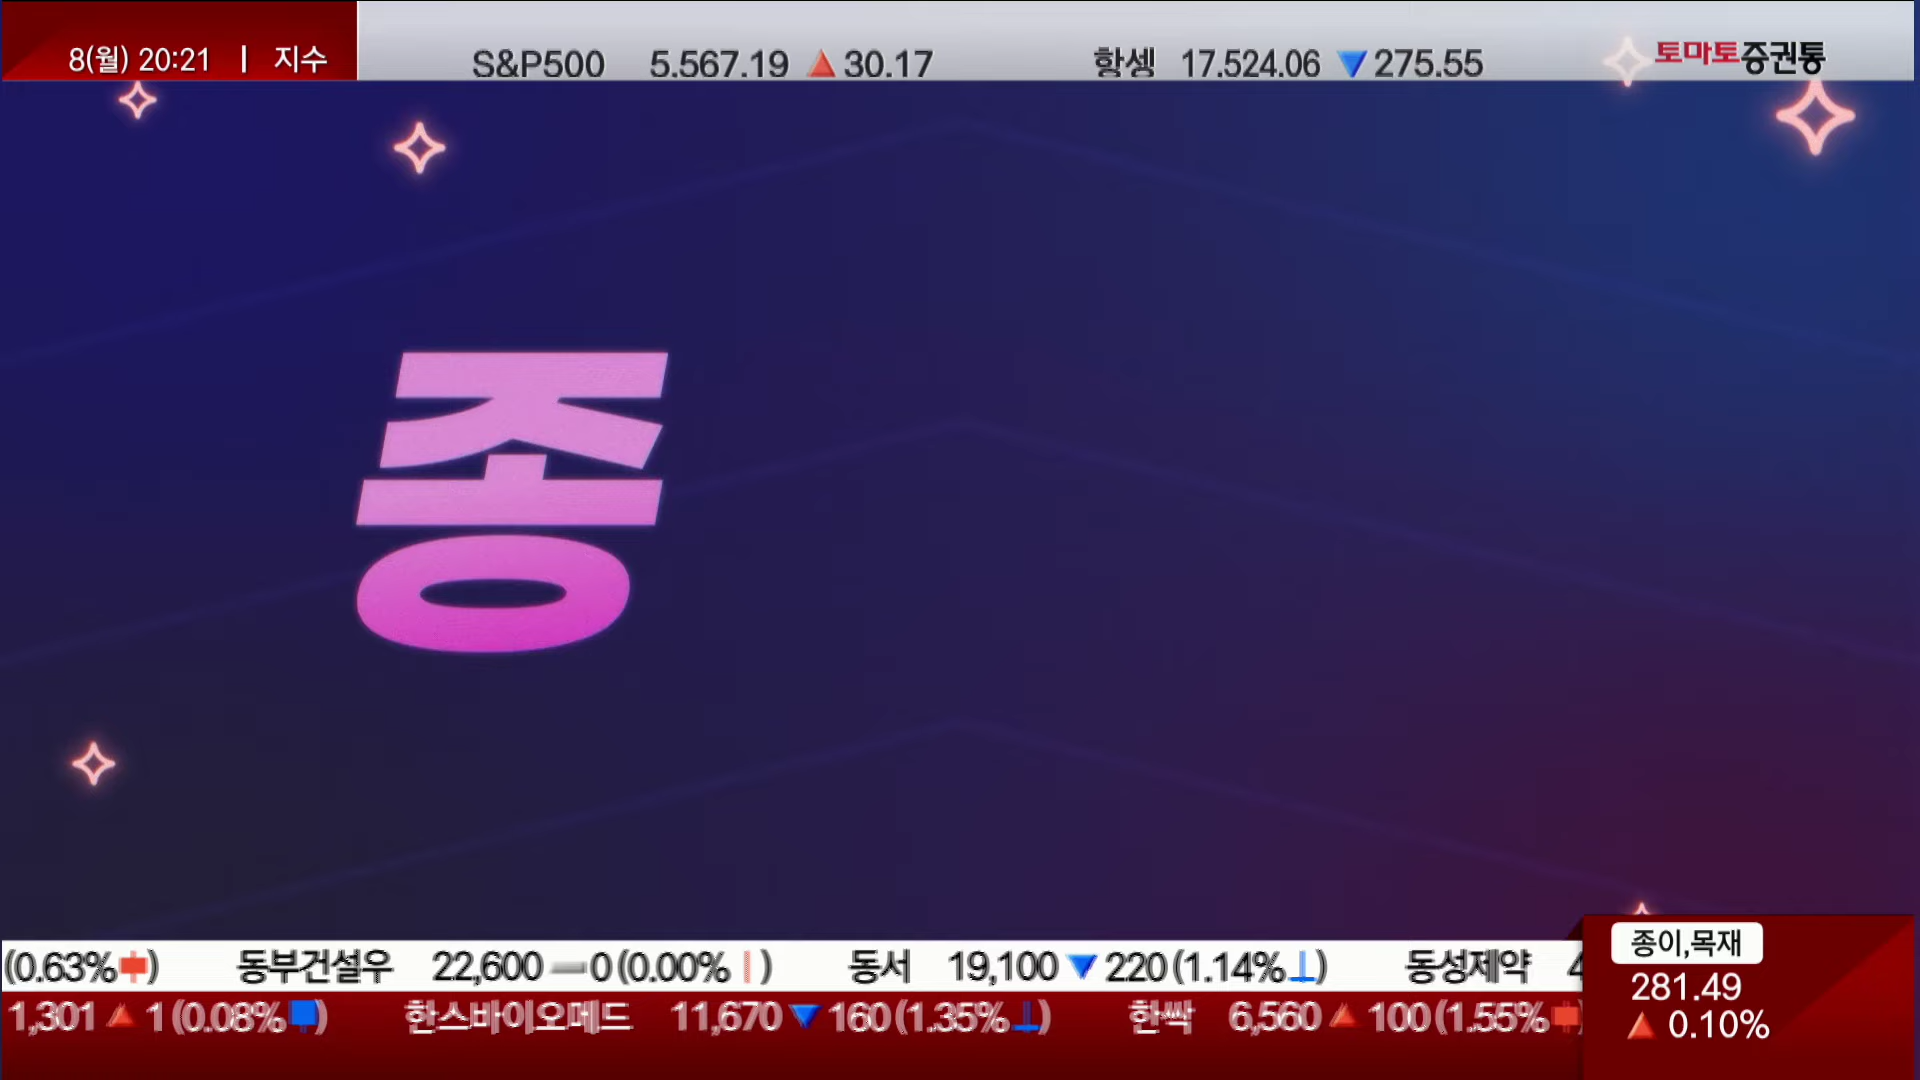 8(월) 20:21 | 지수
S&P500 5,567.19 ▲ 30.17 항셍 17,524.06 ▼ 275.55
토마토증권통
종
(0.63% ) 동부건설우 22,600 0 (0.00% ) 동서 19,100 ▼ 220 (1.14% ) 동성제약 4
1,301 ▲ 1 (0.08% ) 한스바이오메드 11,670 ▼ 160 (1.35% ) 한싹 6,560 ▲ 100 (1.55% )
종이,목재
281.49
▲ 0.10%